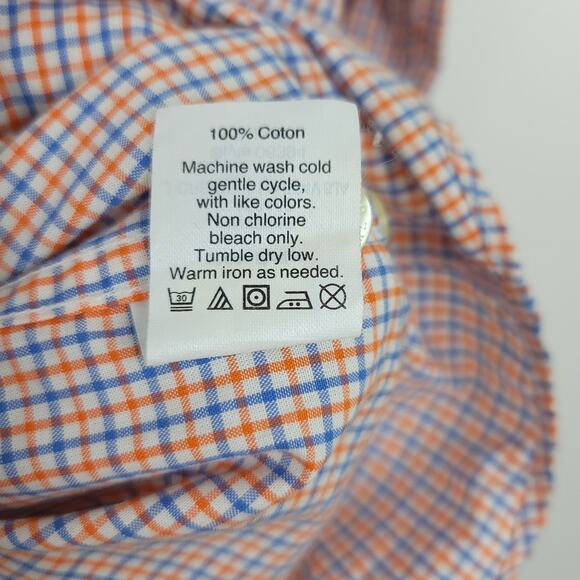 100% Coton
Machine wash cold
gentle cycle,
with like colors.
Non chlorine
bleach only.
Tumble dry low.
Warm iron as needed.
30